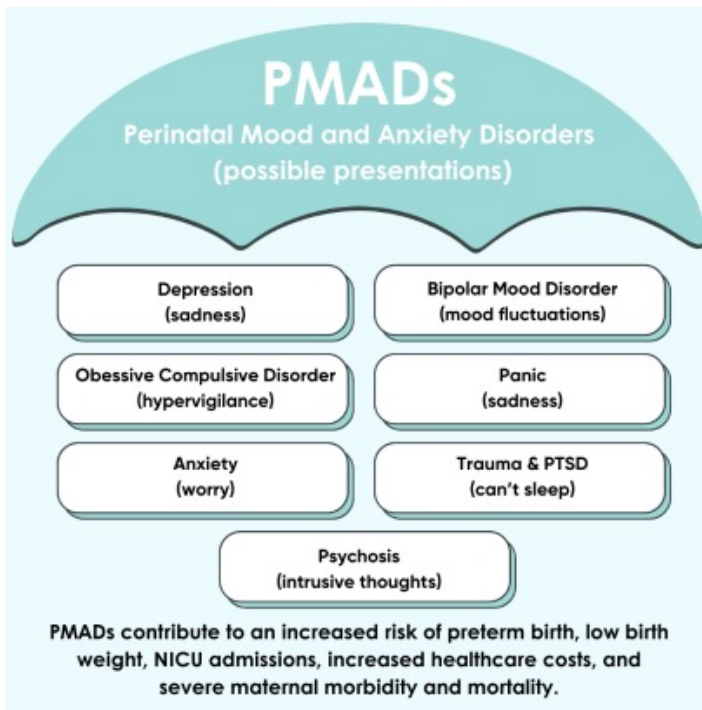 PMADs
Perinatal Mood and Anxiety Disorders
(possible presentations)
Depression
(sadness)
Bipolar Mood Disorder
(mood fluctuations)
Obessive Compulsive Disorder
(hypervigilance)
Panic
(sadness)
Anxiety
(worry)
Trauma & PTSD
(can't sleep)
Psychosis
(intrusive thoughts)
PMADs contribute to an increased risk of preterm birth, low birth
weight, NICU admissions, increased healthcare costs, and
severe maternal morbidity and mortality.